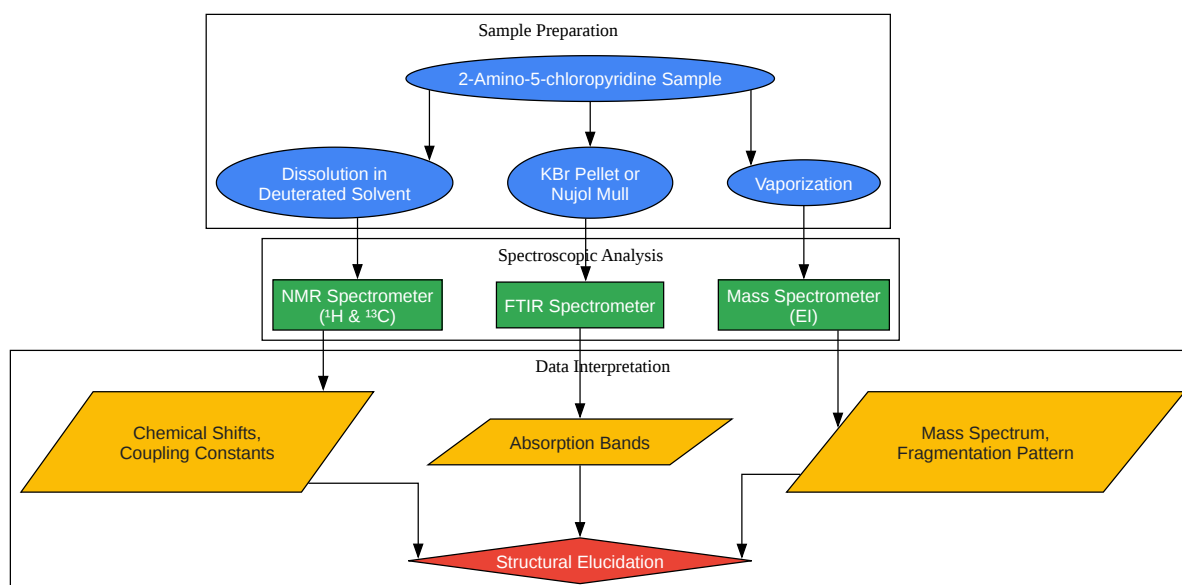 Sample Preparation
2-Amino-5-chloropyridine Sample
Dissolution in
Deuterated Solvent
KBr Pellet or
Nujol Mull
Vaporization
Spectroscopic Analysis
NMR Spectrometer
(¹H & ¹³C)
FTIR Spectrometer
Mass Spectrometer
(EI)
Data Interpretation
Chemical Shifts,
Coupling Constants
Absorption Bands
Mass Spectrum,
Fragmentation Pattern
Structural Elucidation